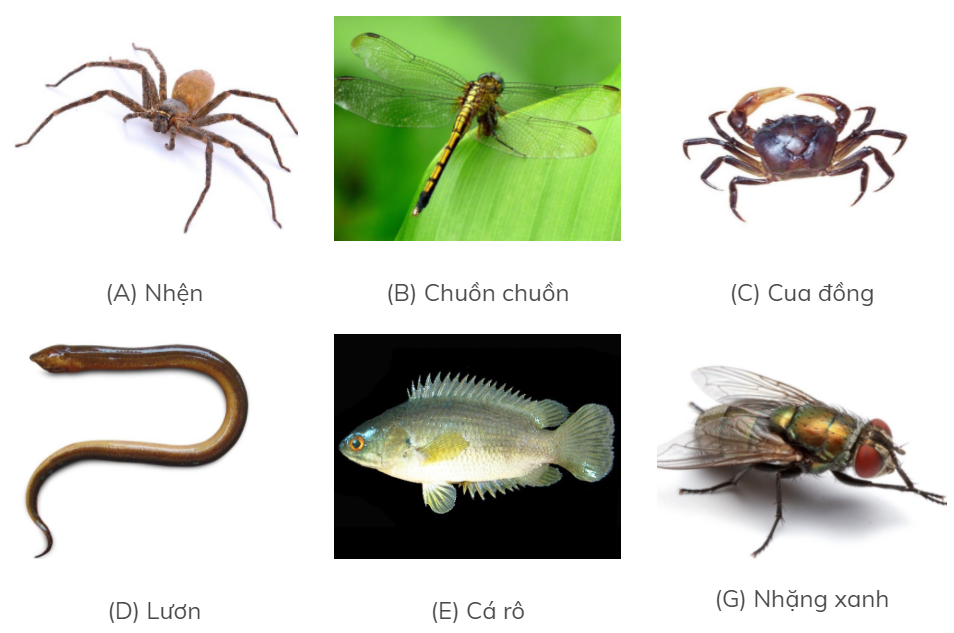 (A) Nhện
(B) Chuồn chuồn
(C) Cua đồng
(D) Lươn
(E) Cá rô
(G) Nhặng xanh